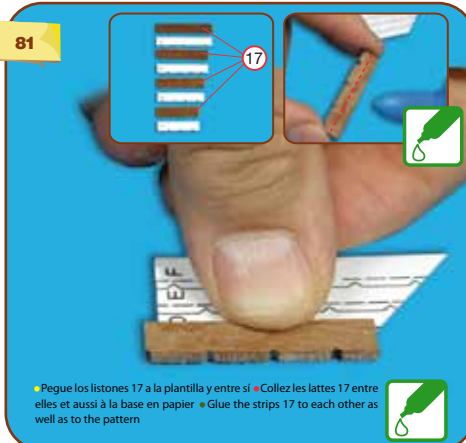 81
17
D E F
• Pegue los listones 17 a la plantilla y entre sí • Collez les lattes 17 entre
elles et aussi à la base en papier • Glue the strips 17 to each other as
well as to the pattern